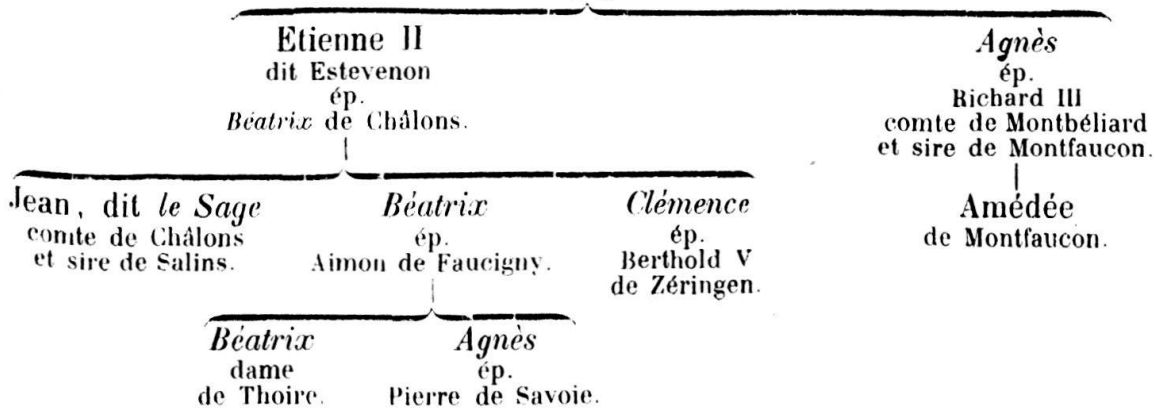 Etienne II
dit Estevenon
ép.
Béatrix de Châlons.
Agnès
ép.
Richard III
comte de Montbéliard
et sire de Montfaucon.
Jean, dit le Sage
comte de Châlons
et sire de Salins.
Béatrix
ép.
Aimon de Faucigny.
Clémence
ép.
Berthold V
de Zéringen.
Amédée
de Montfaucon.
Béatrix
dame
de Thoire.
Agnès
ép.
Pierre de Savoie.